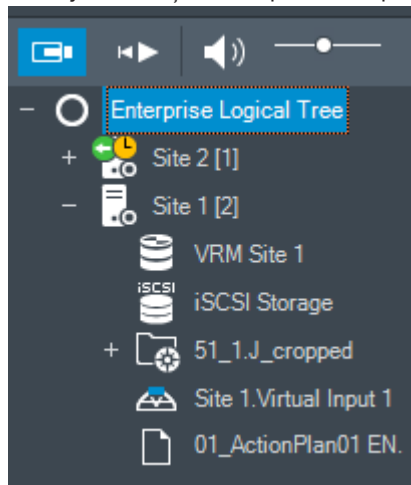 Enterprise Logical Tree
Site 2 [1]
Site 1 [2]
VRM Site 1
iSCSI
iSCSI Storage
51_1.J_cropped
Site 1.Virtual Input 1
01_ActionPlan01 EN.